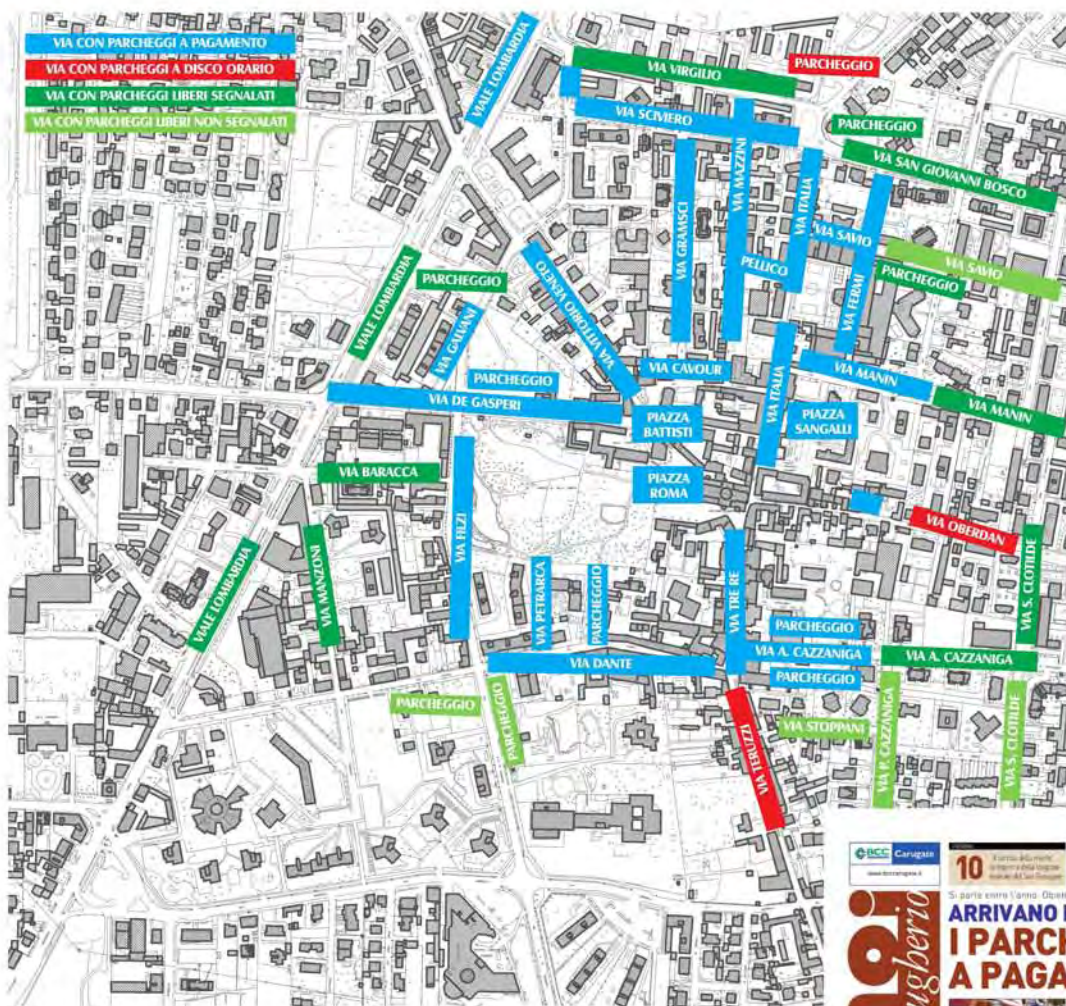 VIA CON PARCHEGGI A PAGAMENTO
VIA CON PARCHEGGI A DISCO ORARIO
VIA CON PARCHEGGI LIBERI SEGNALATI
VIA CON PARCHEGGI LIBERI NON SEGNALATI
VIALE LOMBARDIA
VIA VIRGILIO
PARCHEGGIO
VIA SCIVIERO
PARCHEGGIO
VIA MAZZINI
VIA SAN GIOVANNI BOSCO
VIA GRAMSCI
VIA ITALIA
VIA SAVIO
VIA SAVIO
PELLICO
VIA FERMI
PARCHEGGIO
VIALE LOMBARDIA
PARCHEGGIO
VIA VITTORIO VENETO
VIA GALVANI
VIA CAVOUR
VIA ITALIA
VIA MANIN
VIA MANIN
PARCHEGGIO
VIA DE GASPERI
PIAZZA
BATTISTI
PIAZZA
SANGALLI
VIA BARACCA
PIAZZA
ROMA
VIA FILZI
VIA OBERDAN
VIA MANZONI
VIALE LOMBARDIA
VIA S. CLOTILDE
VIA PETRARCA
PARCHEGGIO
VIA TRE RE
PARCHEGGIO
VIA DANTE
VIA A. CAZZANIGA
VIA A. CAZZANIGA
PARCHEGGIO
PARCHEGGIO
PARCHEGGIO
VIA TERUZZI
VIA STOPPANI
VIA P. CAZZANIGA
VIA S. CLOTILDE
BCC Carugate
10
Si parte entro l'anno.
ARRIVANO
I PARCH
A PAGA